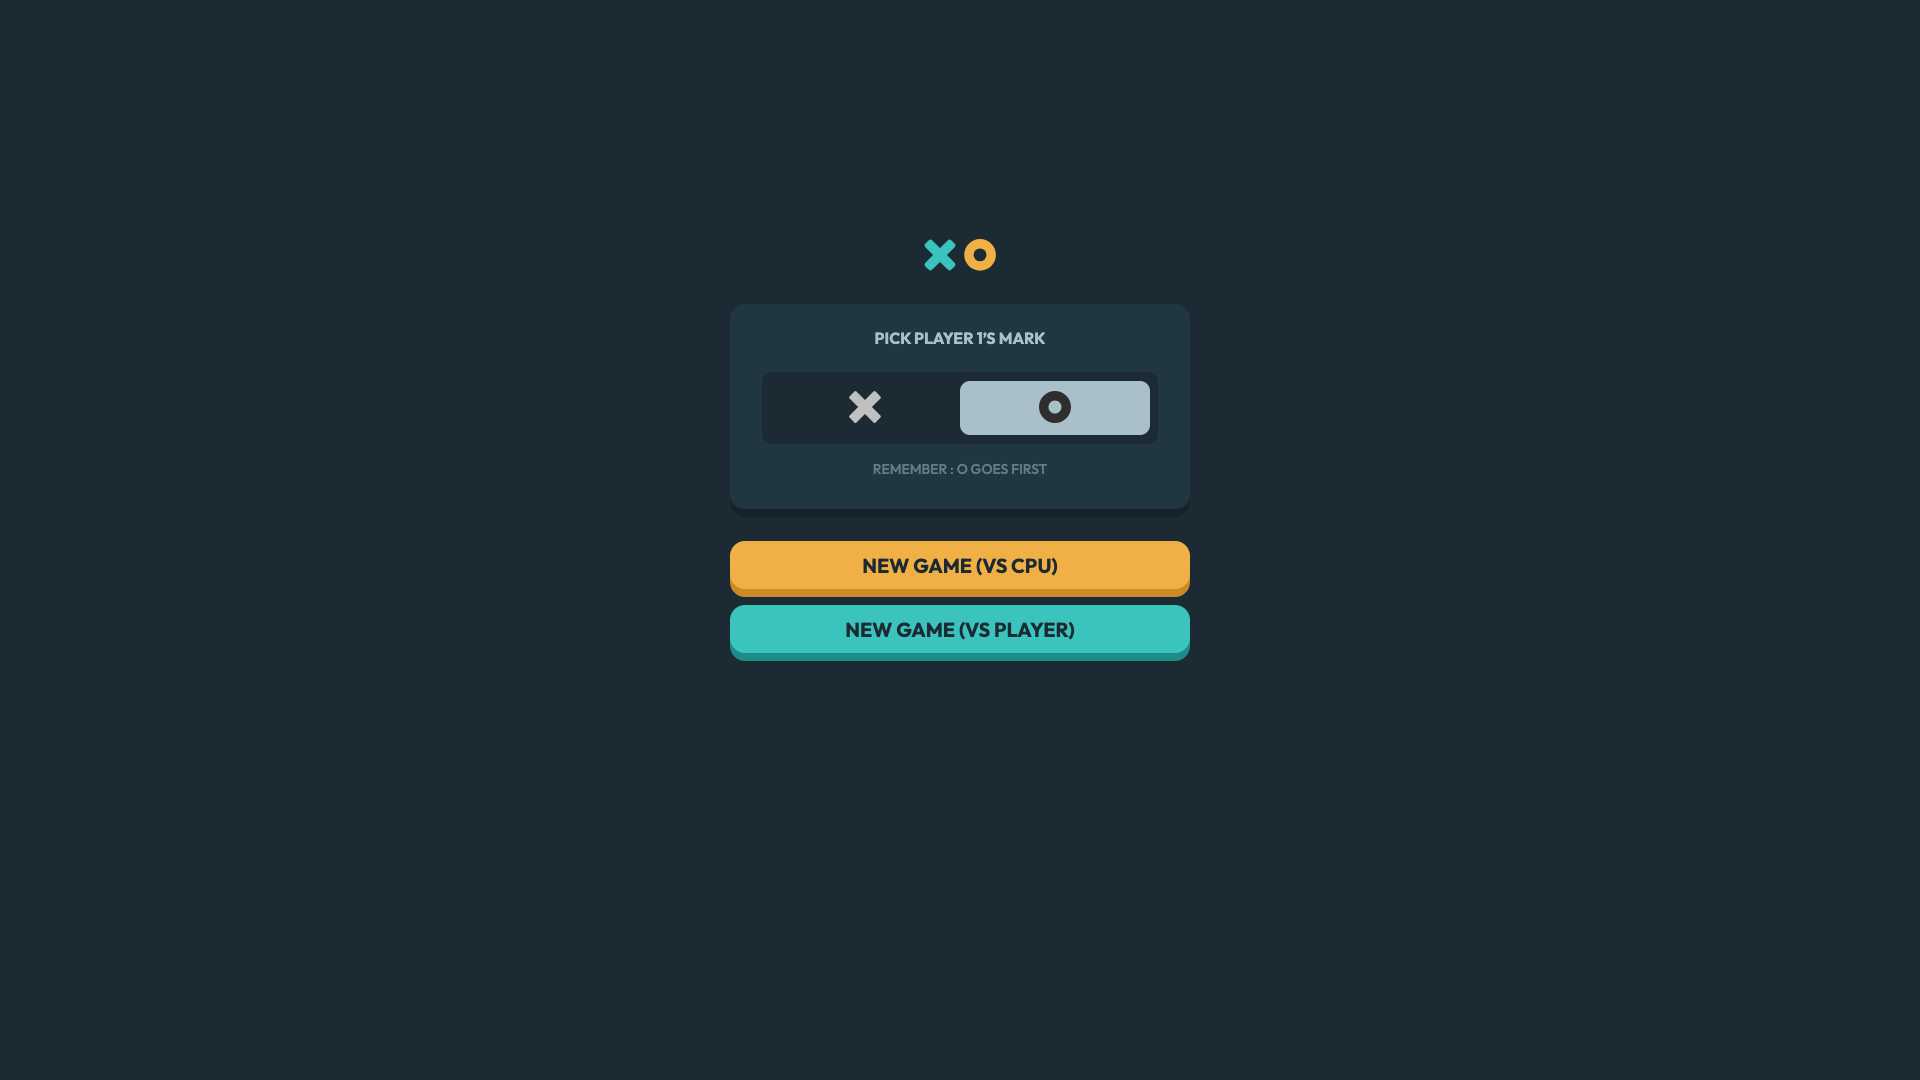 PICK PLAYER 1'S MARK
REMEMBER : O GOES FIRST
NEW GAME (VS CPU)
NEW GAME (VS PLAYER)